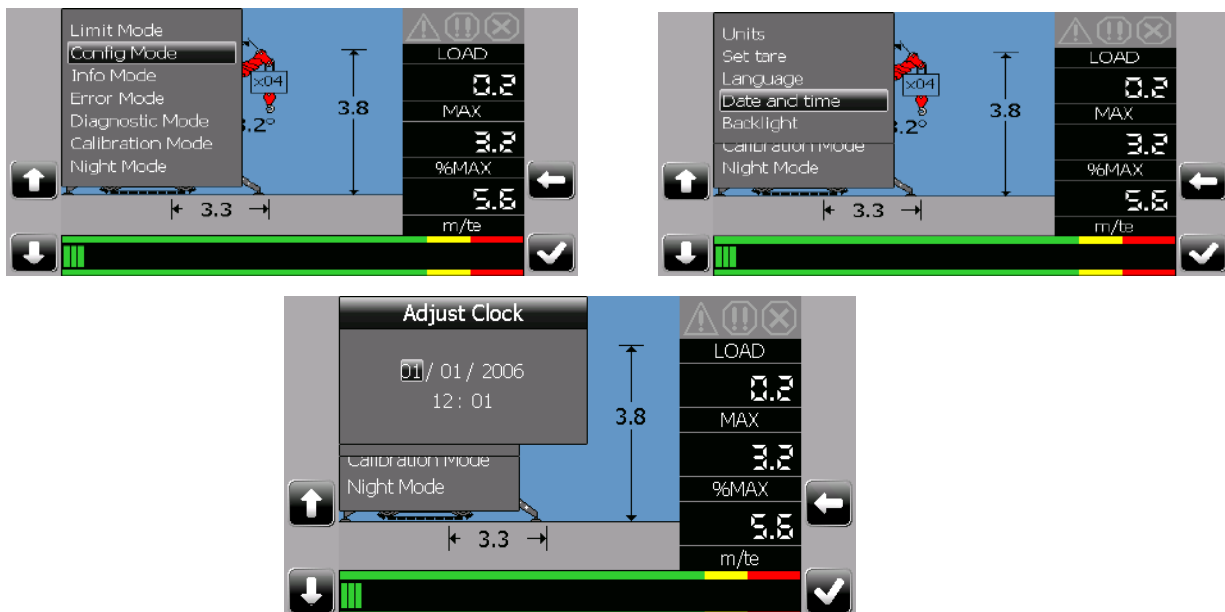 Limit Mode
Config Mode
Info Mode
Error Mode
Diagnostic Mode
Calibration Mode
Night Mode
x04
3.8
.2°
3.3
LOAD
0.2
MAX
3.2
%MAX
5.6
m/te
Units
Set tare
Language
Date and time
Backlight
Calibration Mode
Night Mode
x04
3.8
.2°
3.3
LOAD
0.2
MAX
3.2
%MAX
5.6
m/te
Adjust Clock
01/ 01 / 2006
12 : 01
Calibration Mode
Night Mode
3.8
3.3
LOAD
0.2
MAX
3.2
%MAX
5.6
m/te